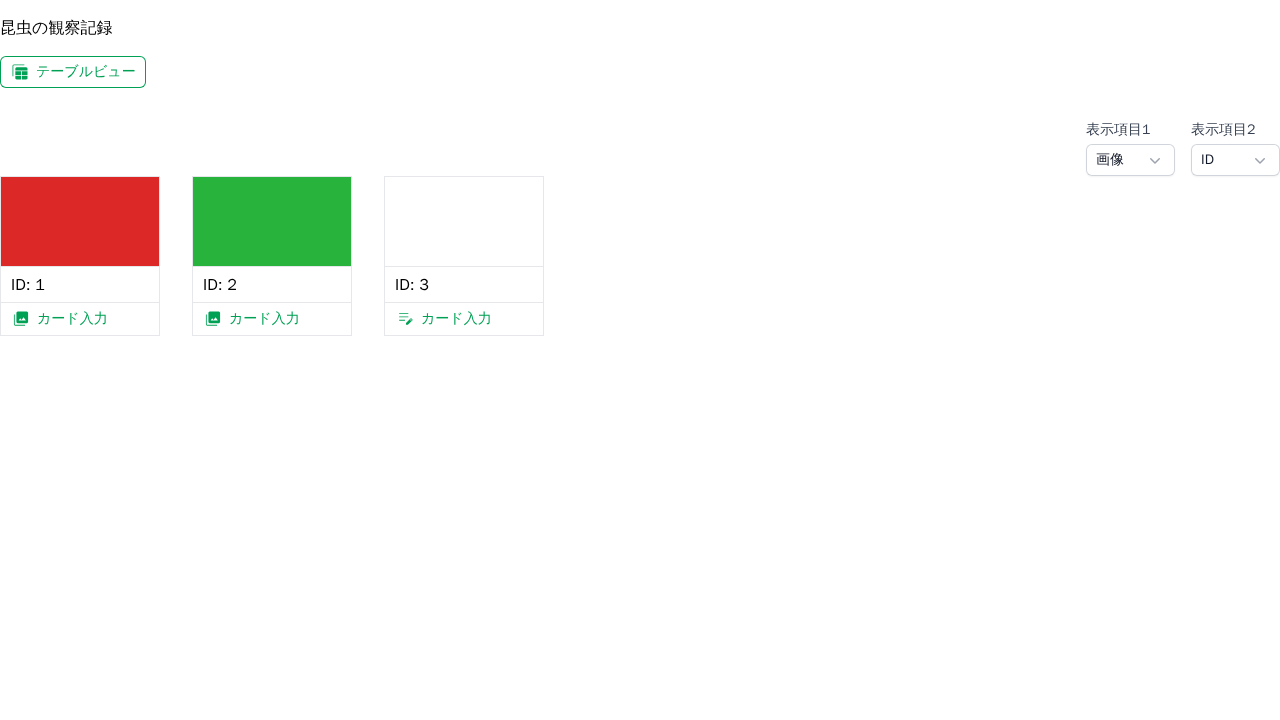 昆虫の観察記録
テーブルビュー
表示項目1 表示項目2
画像 ID
ID: 1 ID: 2 ID: 3
カード入力 カード入力 カード入力